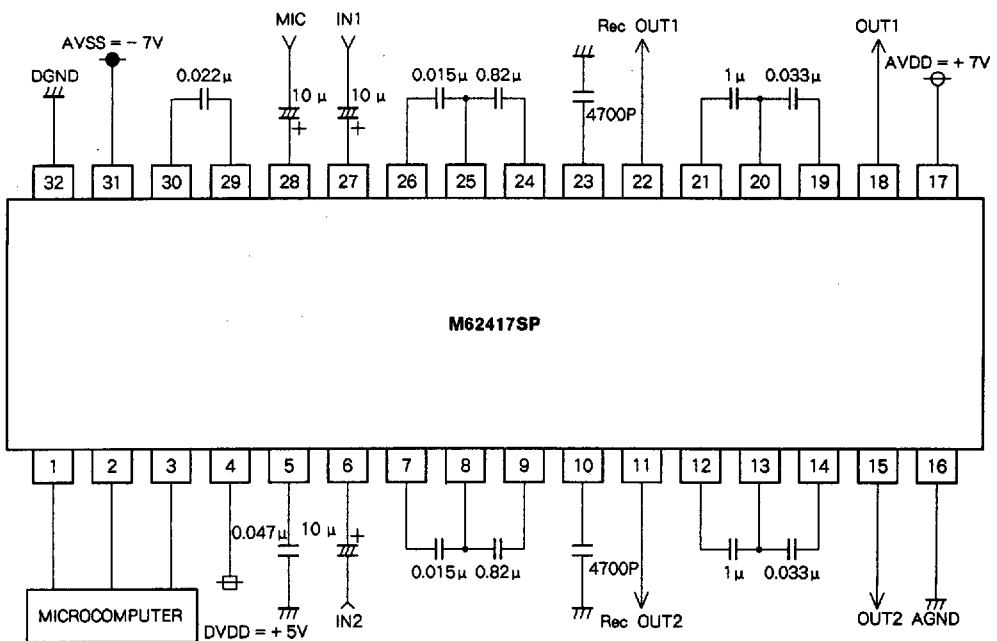 MIC IN1 Rec OUT1 OUT1
AVSS = - 7V AVDD = + 7V
DGND
0.022µ 10 µ 10 µ 0.015µ 0.82µ 4700P 1µ 0.033µ
+ +
32 31 30 29 28 27 26 25 24 23 22 21 20 19 18 17
M62417SP
1 2 3 4 5 6 7 8 9 10 11 12 13 14 15 16
0.047µ 10 µ + 0.015µ 0.82µ 4700P 1µ 0.033µ
MICROCOMPUTER
DVDD = + 5V IN2 Rec OUT2 OUT2 AGND